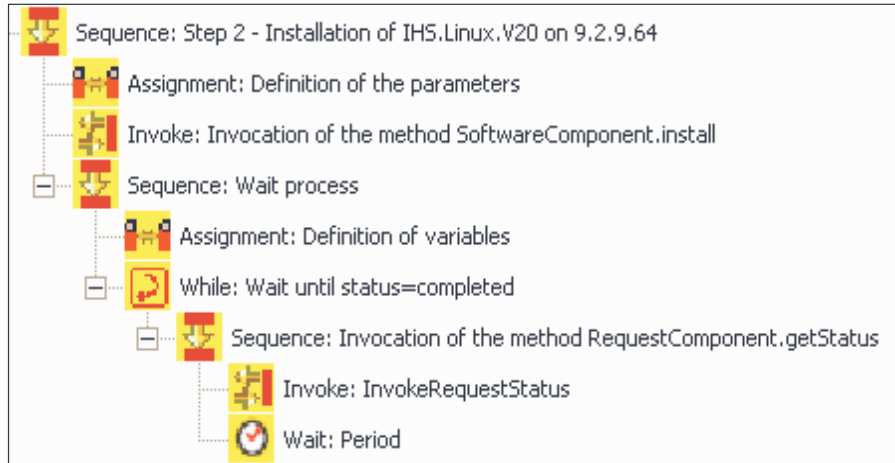 Sequence: Step 2 - Installation of IHS.Linux.V20 on 9.2.9.64
Assignment: Definition of the parameters
Invoke: Invocation of the method SoftwareComponent.install
Sequence: Wait process
Assignment: Definition of variables
While: Wait until status=completed
Sequence: Invocation of the method RequestComponent.getStatus
Invoke: InvokeRequestStatus
Wait: Period